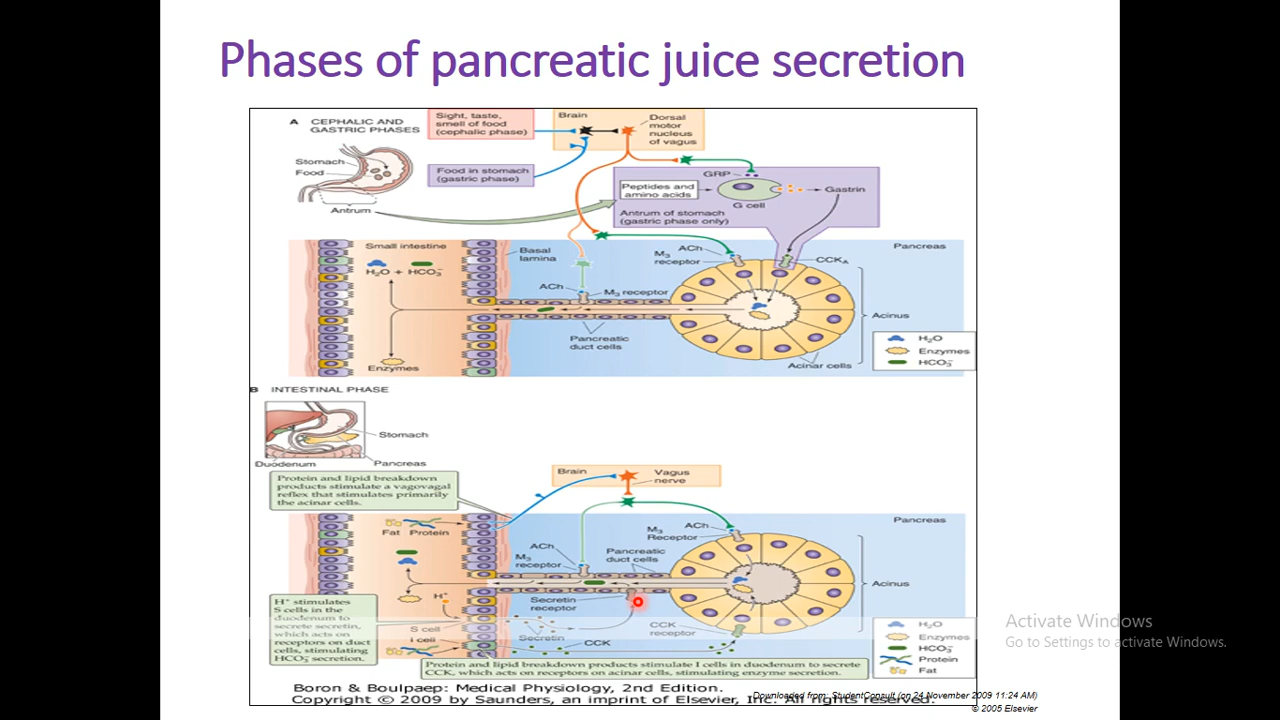 Phases of pancreatic juice secretion
A CEPHALIC AND
GASTRIC PHASES
Sight, taste,
smell of food
(cephalic phase)
Brain
Dorsal
motor
nucleus
of vagus
Stomach
Food
Antrum
Food in stomach
(gastric phase)
GRP
Peptides and
amino acids
G cell
Gastrin
Antrum of stomach
(gastric phase only)
Small intestine
H₂O + HCO₃⁻
Basal
lamina
ACh
M₃
receptor
CCKA
Pancreas
ACh
M₃ receptor
Pancreatic
duct cells
Acinus
Enzymes
Acinar cells
H₂O
Enzymes
HCO₃⁻
B INTESTINAL PHASE
Stomach
Duodenum
Pancreas
Protein and lipid breakdown
products stimulate a vagovagal
reflex that stimulates primarily
the acinar cells.
Brain
Vagus
nerve
Fat Protein
ACh
M₃
Receptor
Pancreas
ACh
M₃
receptor
Pancreatic
duct cells
Acinus
H⁺
Secretin
receptor
H⁺ stimulates
S cells in the
duodenum to
secrete secretin,
which acts on
receptors on duct
cells, stimulating
HCO₃⁻ secretion.
S cell
Secretin
I cell
CCK
CCK
receptor
H₂O
Enzymes
HCO₃⁻
Protein
Fat
Protein and lipid breakdown products stimulate I cells in duodenum to secrete
CCK, which acts on receptors on acinar cells, stimulating enzyme secretion.
Boron & Boulpaep: Medical Physiology, 2nd Edition.
Copyright © 2009 by Saunders, an imprint of Elsevier, Inc. All rights reserved.
Downloaded from: StudentConsult (on 24 November 2009 11:24 AM)
© 2005 Elsevier
Activate Windows
Go to Settings to activate Windows.